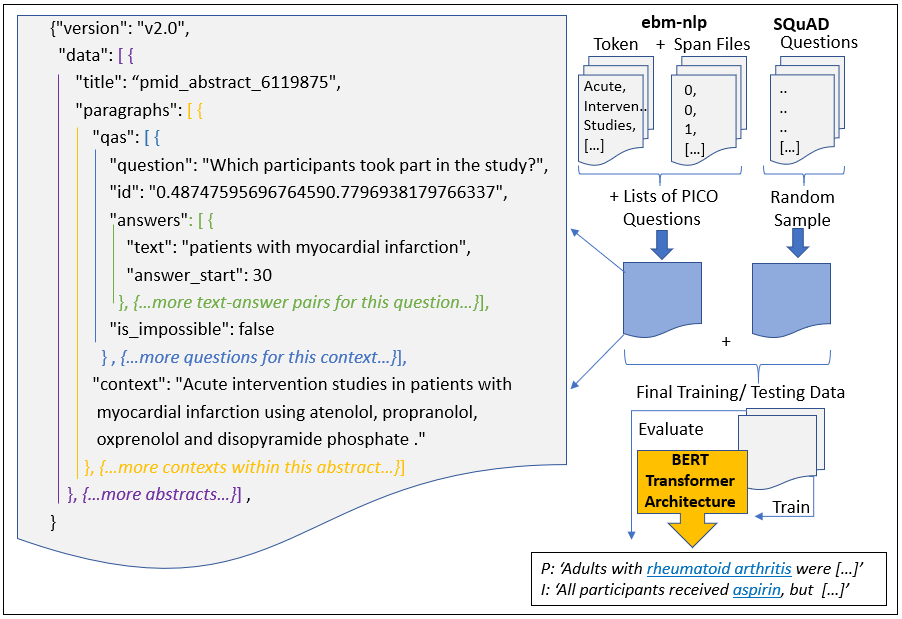 {"version": "v2.0",
"data": [ {
"title": “pmid_abstract_6119875",
"paragraphs": [ {
"qas": [ {
"question": "Which participants took part in the study?",
"id": "0.48747595696764590.7796938179766337",
"answers": [ {
"text": "patients with myocardial infarction",
"answer_start": 30
}, {…more text-answer pairs for this question…}],
"is_impossible": false
} , {…more questions for this context…}],
"context": "Acute intervention studies in patients with
myocardial infarction using atenolol, propranolol,
oxprenolol and disopyramide phosphate ."
}, {…more contexts within this abstract…}]
}, {…more abstracts…}] ,
}
ebm-nlp
Token + Span Files
Acute,
Interven..
Studies,
[…]
0,
0,
1,
[…]
SQuAD
Questions
..
..
..
[…]
+ Lists of PICO
Questions
Random
Sample
+
Final Training/ Testing Data
Evaluate
BERT
Transformer
Architecture
Train
P: ‘Adults with rheumatoid arthritis were […]’
I: ‘All participants received aspirin, but […]’